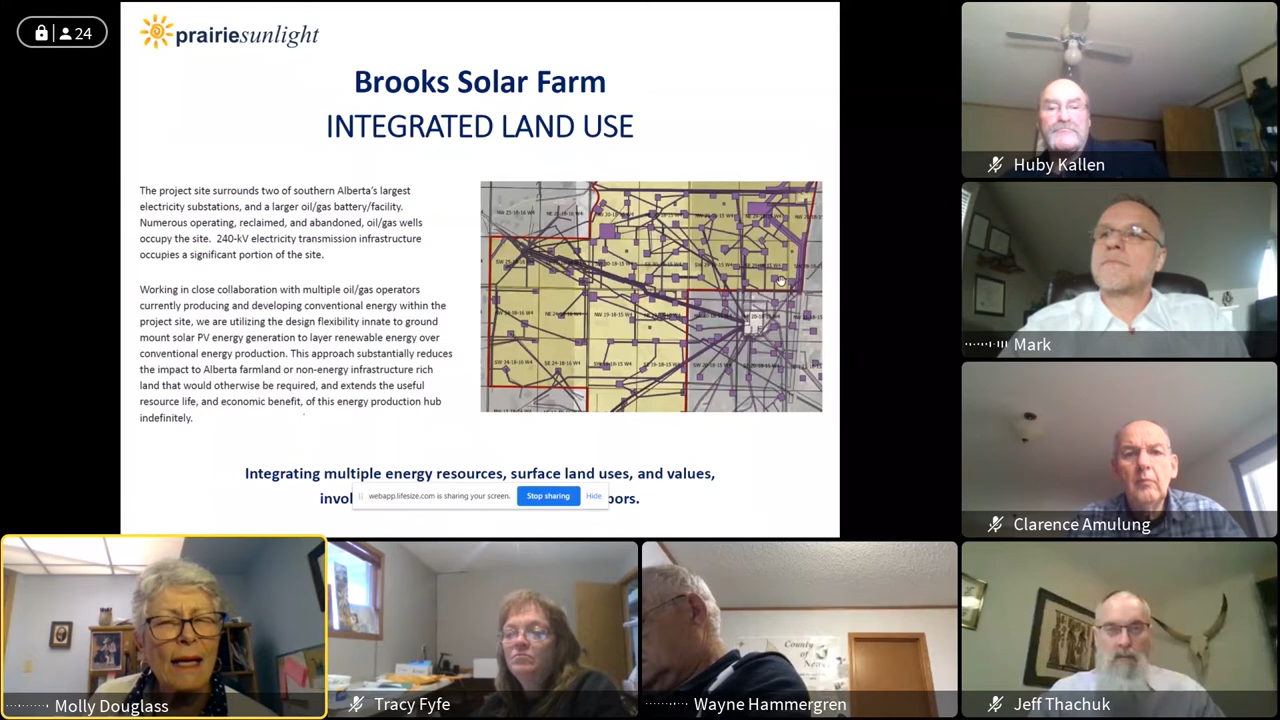 24
prairiesunlight
Brooks Solar Farm
INTEGRATED LAND USE
The project site surrounds two of southern Alberta's largest
electricity substations, and a larger oil/gas battery/facility.
Numerous operating, reclaimed, and abandoned, oil/gas wells
occupy the site. 240-kV electricity transmission infrastructure
occupies a significant portion of the site.
Working in close collaboration with multiple oil/gas operators
currently producing and developing conventional energy within the
project site, we are utilizing the design flexibility innate to ground
mount solar PV energy generation to layer renewable energy over
conventional energy production. This approach substantially reduces
the impact to Alberta farmland or non-energy infrastructure rich
land that would otherwise be required, and extends the useful
resource life, and economic benefit, of this energy production hub
indefinitely.
Integrating multiple energy resources, surface land uses, and values,
invol
bors.
webapp.lifesize.com is sharing your screen.
Stop sharing
Hide
Huby Kallen
Mark
Clarence Amulung
County
of
Molly Douglass
Tracy Fyfe
Wayne Hammergren
Jeff Thachuk